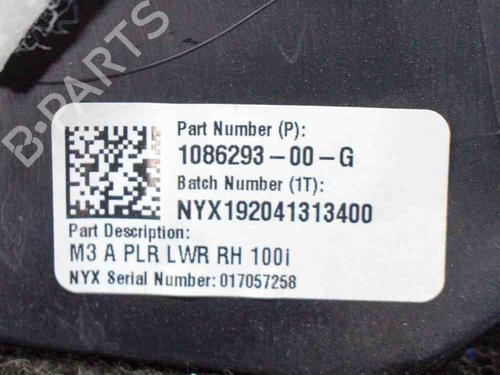 B-PARTS
Part Number (P):
1086293-00-G
Batch Number (1T):
NYX192041313400
Part Description:
M3 A PLR LWR RH 100i
NYX Serial Number: 017057258